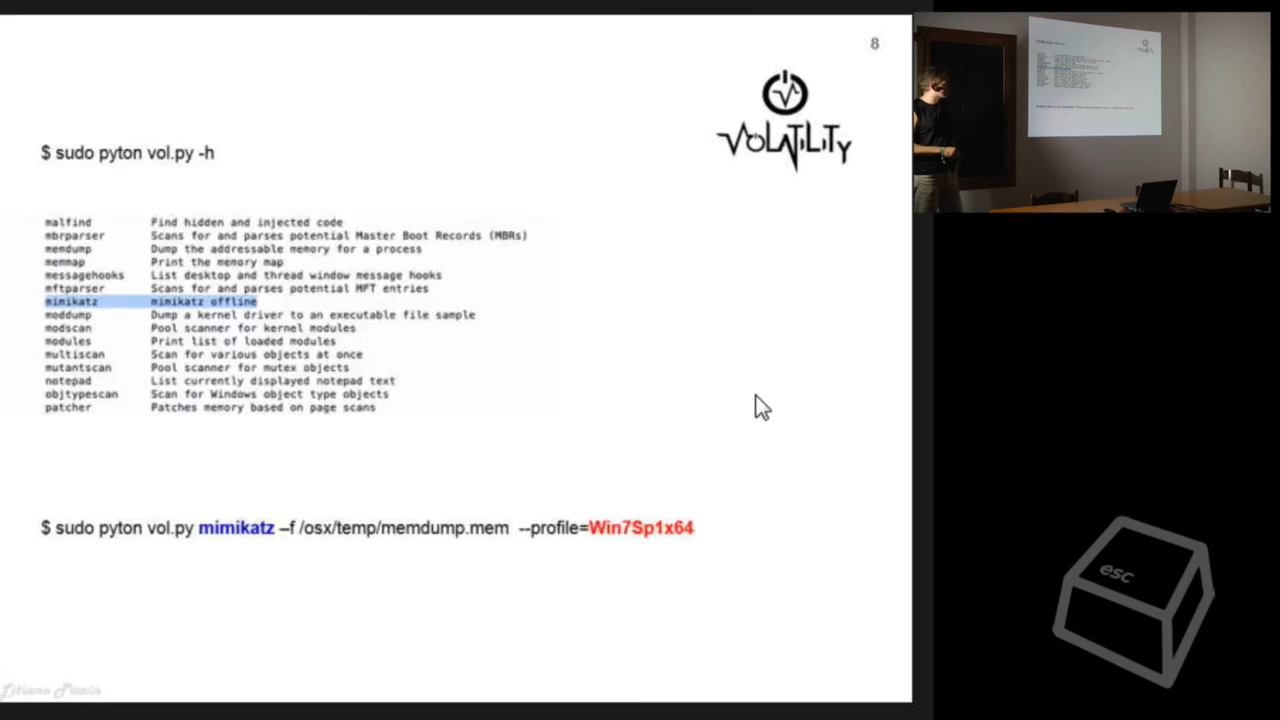 8
VOLATILITY
$ sudo pyton vol.py -h
malfind Find hidden and injected code
mbrparser Scans for and parses potential Master Boot Records (MBRs)
memdump Dump the addressable memory for a process
memmap Print the memory map
messagehooks List desktop and thread window message hooks
mftparser Scans for and parses potential MFT entries
mimikatz mimikatz offline
moddump Dump a kernel driver to an executable file sample
modscan Pool scanner for kernel modules
modules Print list of loaded modules
multiscan Scan for various objects at once
mutantscan Pool scanner for mutex objects
notepad List currently displayed notepad text
objtypescan Scan for Windows object type objects
patcher Patches memory based on page scans
$ sudo pyton vol.py mimikatz –f /osx/temp/memdump.mem --profile=Win7Sp1x64
esc